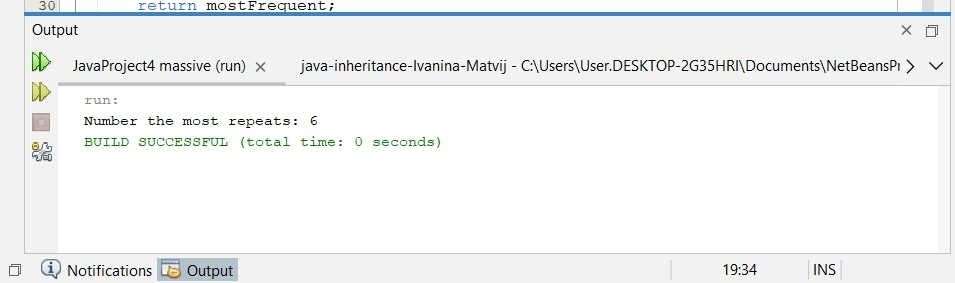 30 return mostFrequent;
Output
JavaProject4 massive (run) java-inheritance-Ivanina-Matvij - C:\Users\User.DESKTOP-2G35HRI\Documents\NetBeansPr
run:
Number the most repeats: 6
BUILD SUCCESSFUL (total time: 0 seconds)
Notifications Output 19:34 INS